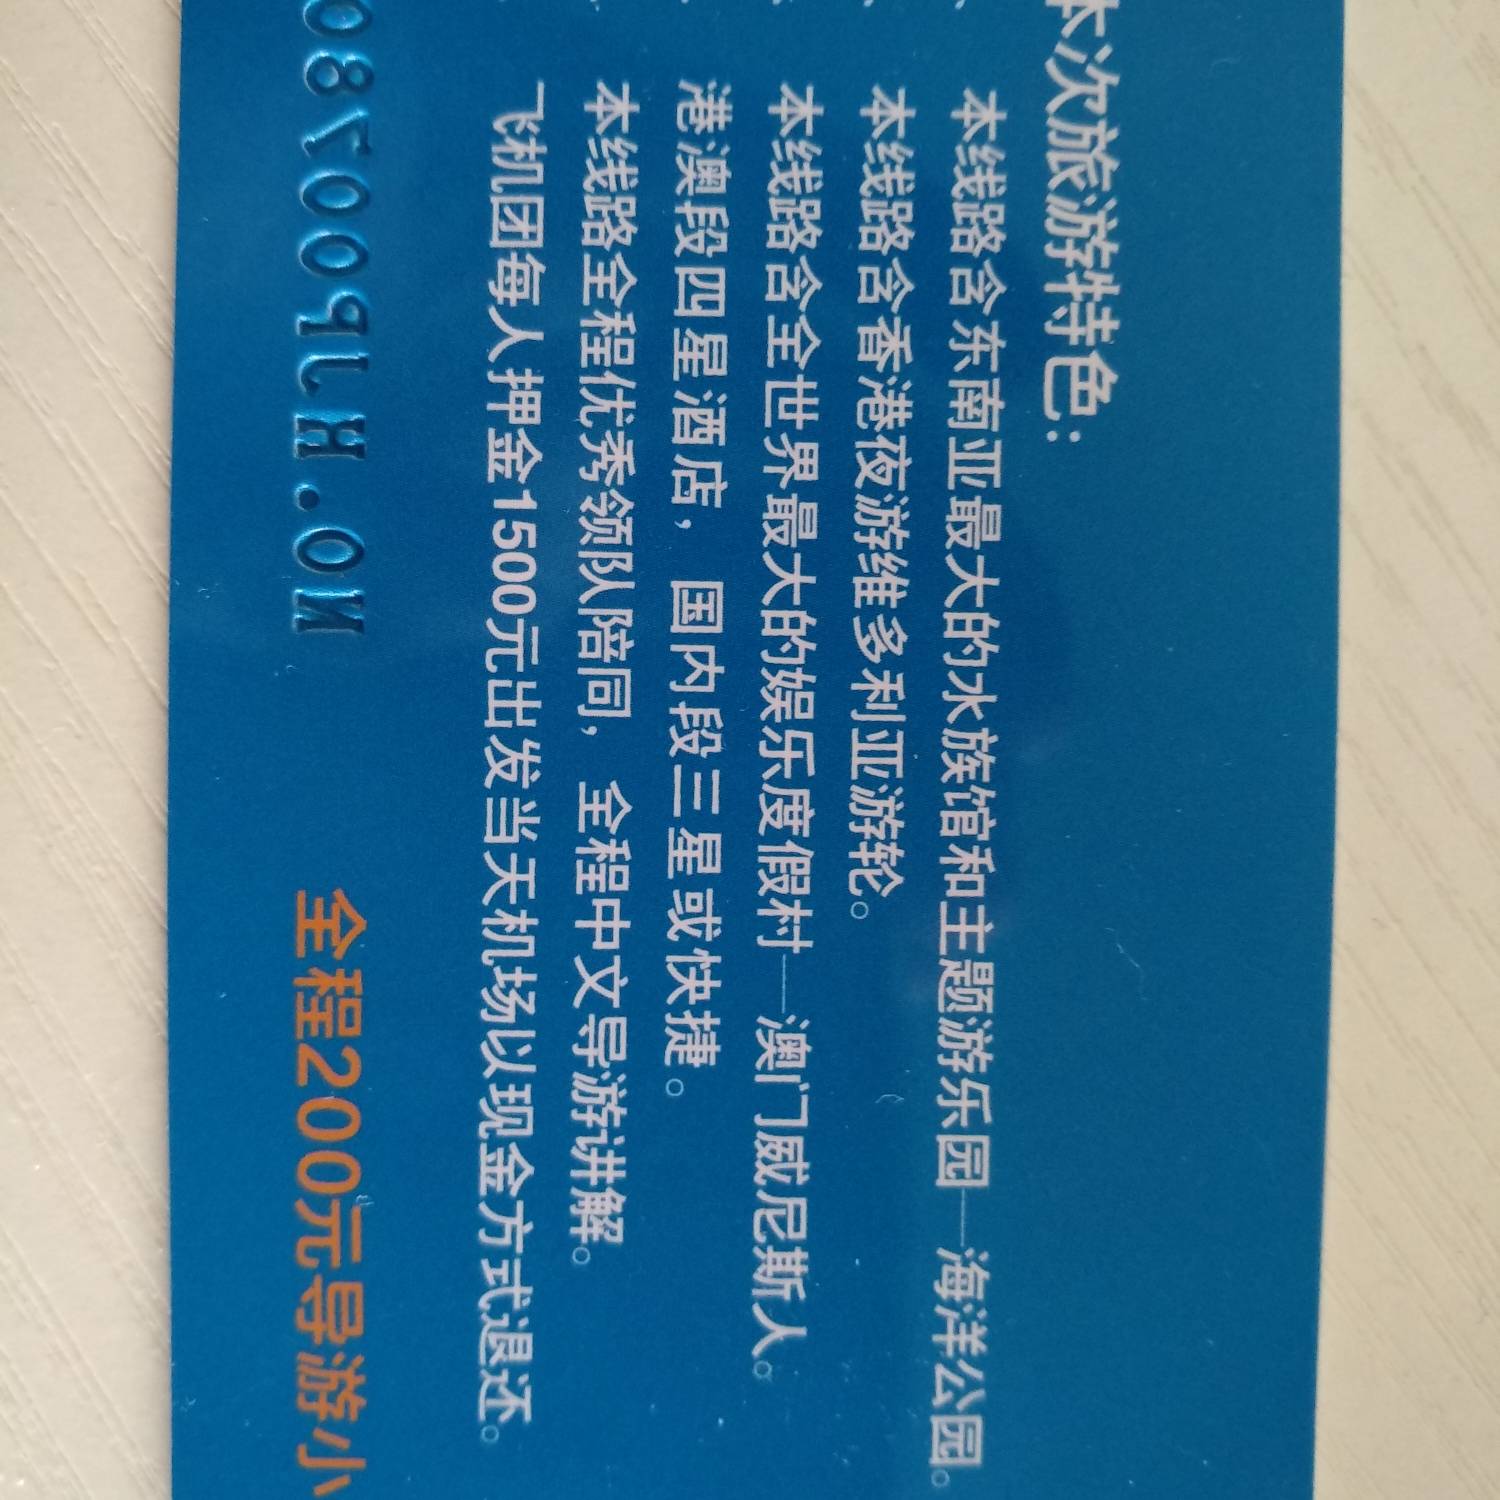 本次旅游特色：
、本线路含东南亚最大的水族馆和主题游乐园—海洋公园。
、本线路含香港夜游维多利亚游轮。
、本线路含全世界最大的娱乐度假村—澳门威尼斯人。
、港澳段四星酒店，国内段三星或快捷。
、本线路全程优秀领队陪同，全程中文导游讲解。
、飞机团每人押金1500元出发当天机场以现金方式退还。
全程200元导游小